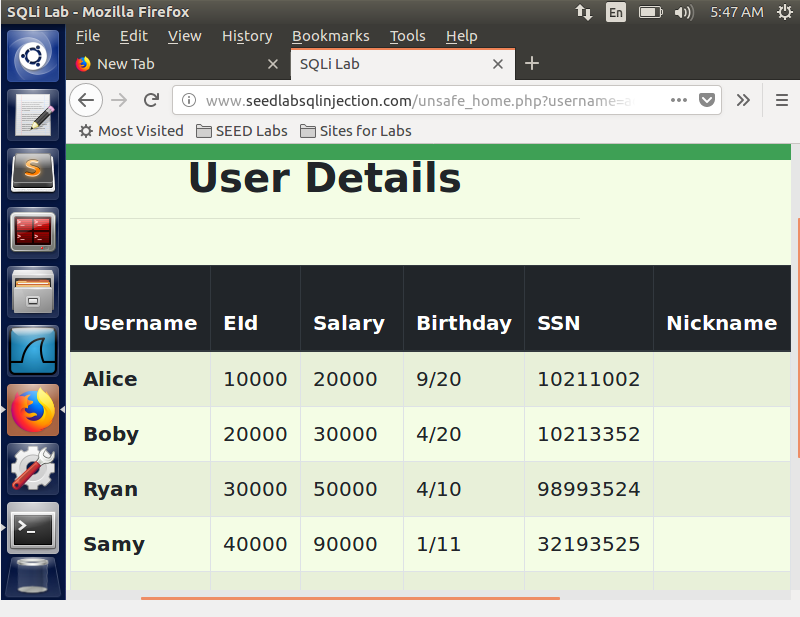 SQLi Lab - Mozilla Firefox En 5:47 AM
File Edit View History Bookmarks Tools Help
New Tab SQLi Lab
www.seedlabsqlinjection.com/unsafe_home.php?username=a
Most Visited SEED Labs Sites for Labs
User Details
Username EId Salary Birthday SSN Nickname
Alice 10000 20000 9/20 10211002
Boby 20000 30000 4/20 10213352
Ryan 30000 50000 4/10 98993524
Samy 40000 90000 1/11 32193525